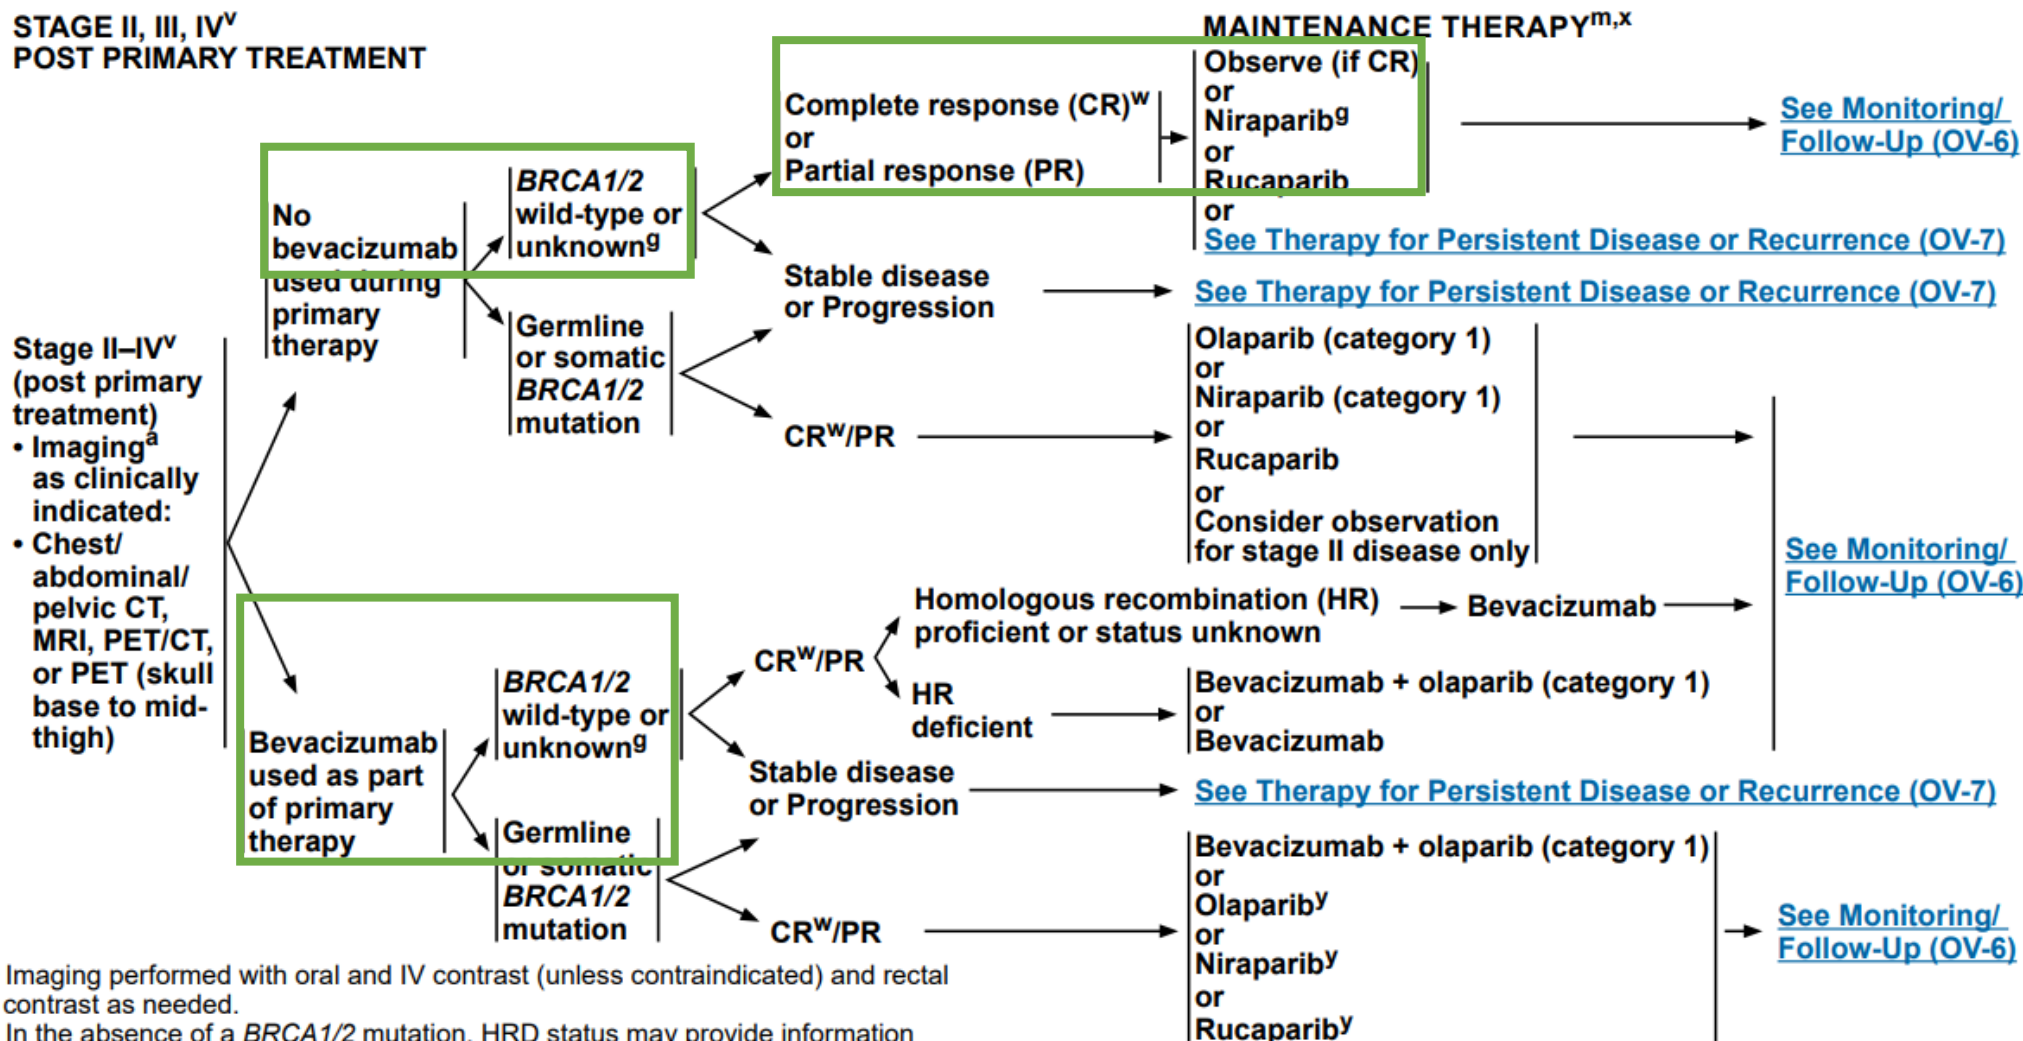 STAGE II, III, IVv
POST PRIMARY TREATMENT
MAINTENANCE THERAPYm,x
Stage II–IVv
(post primary
treatment)
• Imaginga
as clinically
indicated:
• Chest/
abdominal/
pelvic CT,
MRI, PET/CT,
or PET (skull
base to mid-
thigh)
No
bevacizumab
used during
primary
therapy
BRCA1/2
wild-type or
unknowng
Complete response (CR)w
or
Partial response (PR)
Observe (if CR)
or
Niraparibg
or
Rucaparib
or
See Therapy for Persistent Disease or Recurrence (OV-7)
See Monitoring/
Follow-Up (OV-6)
Stable disease
or Progression
See Therapy for Persistent Disease or Recurrence (OV-7)
Germline
or somatic
BRCA1/2
mutation
CRw/PR
Olaparib (category 1)
or
Niraparib (category 1)
or
Rucaparib
or
Consider observation
for stage II disease only
Bevacizumab
used as part
of primary
therapy
BRCA1/2
wild-type or
unknowng
CRw/PR
Homologous recombination (HR)
proficient or status unknown
Bevacizumab
HR
deficient
Bevacizumab + olaparib (category 1)
or
Bevacizumab
See Monitoring/
Follow-Up (OV-6)
Stable disease
or Progression
See Therapy for Persistent Disease or Recurrence (OV-7)
Germline
or somatic
BRCA1/2
mutation
CRw/PR
Bevacizumab + olaparib (category 1)
or
Olapariby
or
Nirapariby
or
Rucapariby
See Monitoring/
Follow-Up (OV-6)
Imaging performed with oral and IV contrast (unless contraindicated) and rectal
contrast as needed.
In the absence of a BRCA1/2 mutation, HRD status may provide information